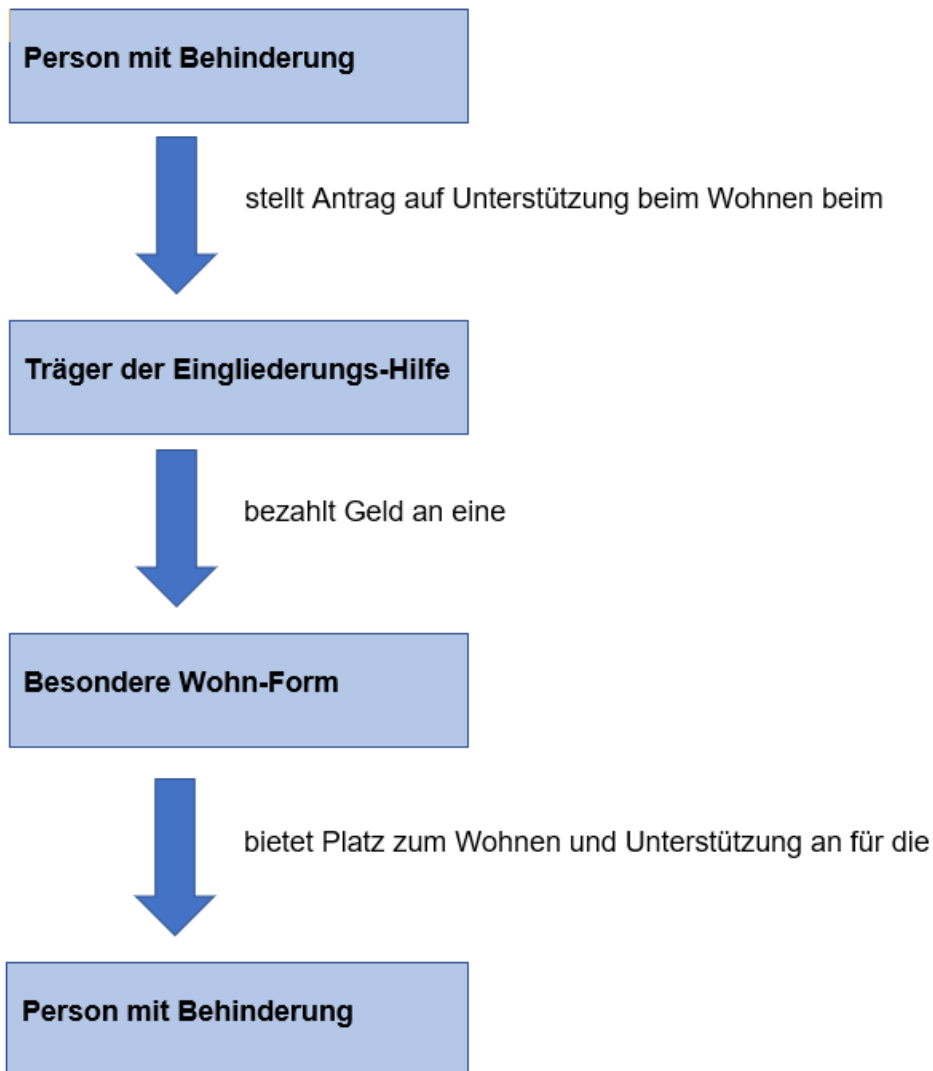 Person mit Behinderung
stellt Antrag auf Unterstützung beim Wohnen beim
Träger der Eingliederungs-Hilfe
bezahlt Geld an eine
Besondere Wohn-Form
bietet Platz zum Wohnen und Unterstützung an für die
Person mit Behinderung